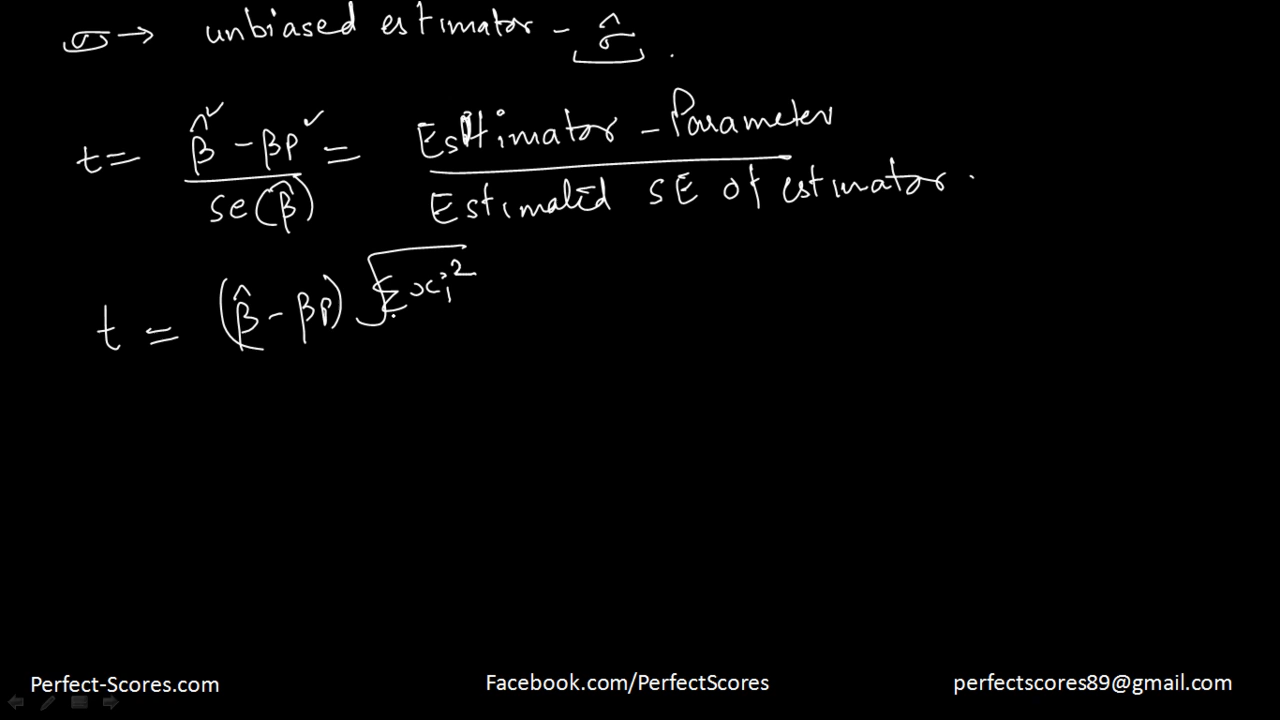 σ → unbiased estimator - σ̂ .
t = (β̂ - βp) / se(β̂) = Estimator - Parameter / Estimated SE of estimator.
t = (β̂ - βp) √Σxi²
Perfect-Scores.com Facebook.com/PerfectScores perfectscores89@gmail.com